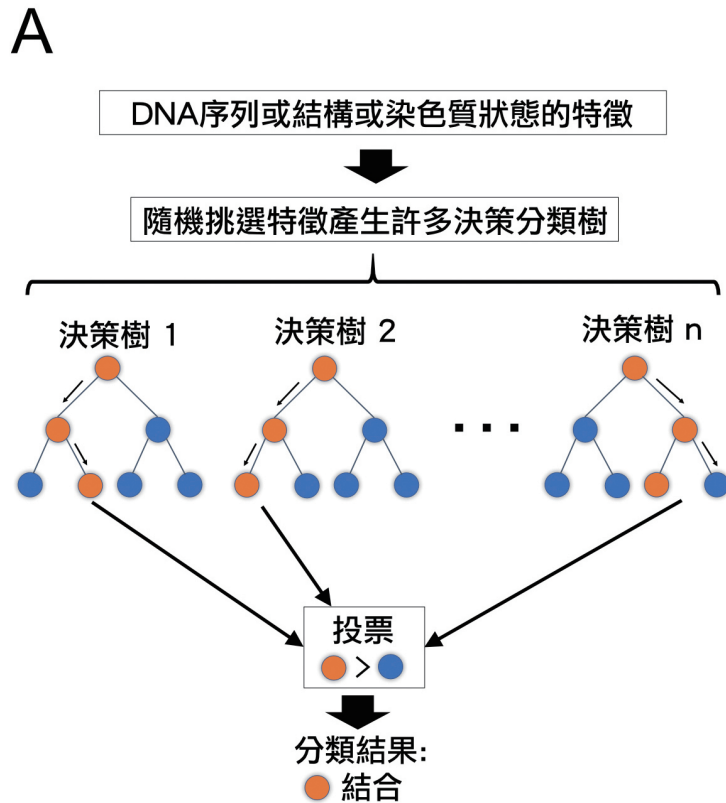 A
DNA序列或結構或染色質狀態的特徵
隨機挑選特徵產生許多決策分類樹
決策樹 1
決策樹 2
...
決策樹 n
投票
>
分類結果:
結合